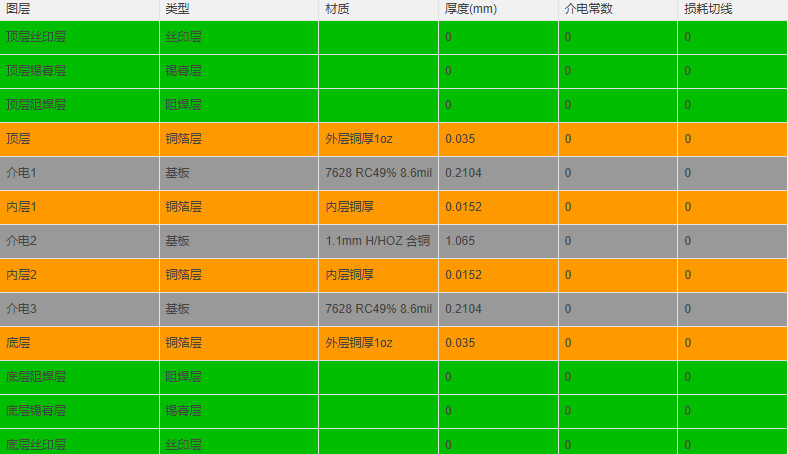 图层 类型 材质 厚度(mm) 介电常数 损耗切线
顶层丝印层 丝印层 0 0 0
顶层锡膏层 锡膏层 0 0 0
顶层阻焊层 阻焊层 0 0 0
顶层 铜箔层 外层铜厚1oz 0.035 0 0
介电1 基板 7628 RC49% 8.6mil 0.2104 0 0
内层1 铜箔层 内层铜厚 0.0152 0 0
介电2 基板 1.1mm H/HOZ 含铜 1.065 0 0
内层2 铜箔层 内层铜厚 0.0152 0 0
介电3 基板 7628 RC49% 8.6mil 0.2104 0 0
底层 铜箔层 外层铜厚1oz 0.035 0 0
底层阻焊层 阻焊层 0 0 0
底层锡膏层 锡膏层 0 0 0
底层丝印层 丝印层 0 0 0